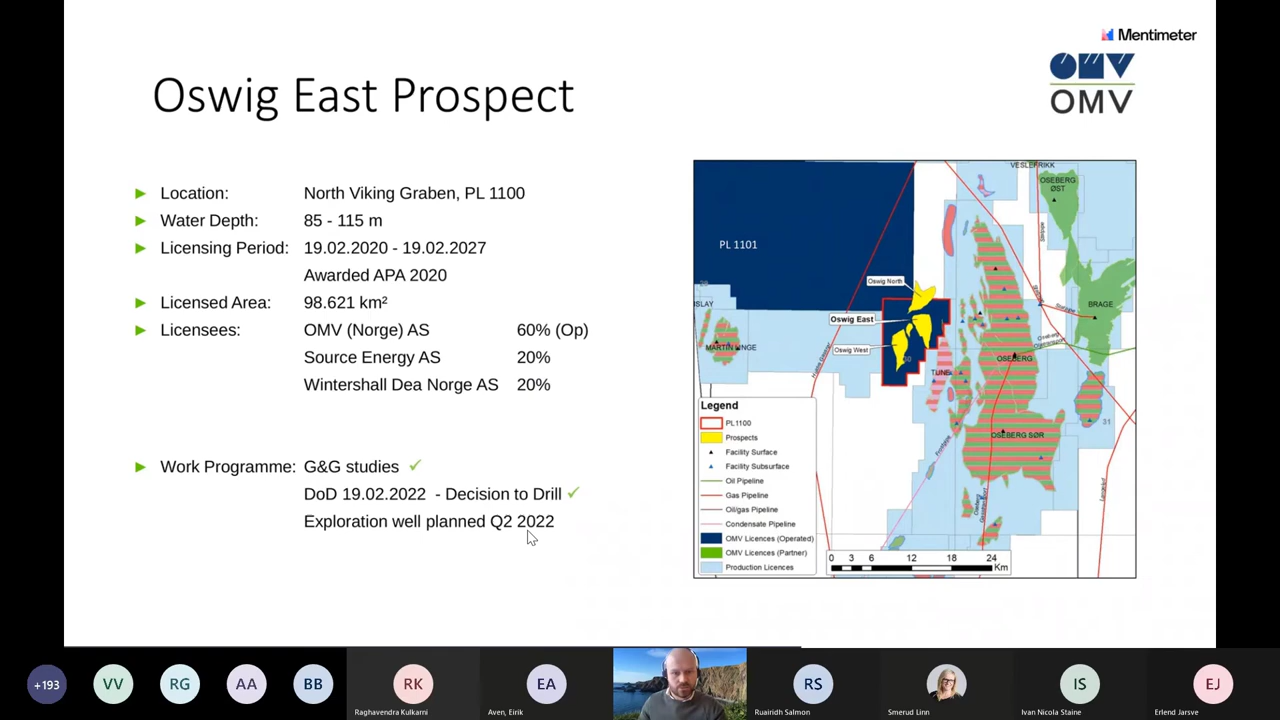 Mentimeter
OMV
Oswig East Prospect
Location: North Viking Graben, PL 1100
Water Depth: 85 - 115 m
Licensing Period: 19.02.2020 - 19.02.2027
Awarded APA 2020
Licensed Area: 98.621 km²
Licensees: OMV (Norge) AS 60% (Op)
Source Energy AS 20%
Wintershall Dea Norge AS 20%
Work Programme: G&G studies
DoD 19.02.2022 - Decision to Drill
Exploration well planned Q2 2022
VESLEFRIKK
OSEBERG
ØST
PL 1101
Oswig North
ISLAY
BRAGE
Oswig East
MARTIN LINGE
Oswig West
OSEBERG
TUNE
OSEBERG SØR
31
Legend
PL1100
Prospects
Facility Surface
Facility Subsurface
Oil Pipeline
Gas Pipeline
Oil/gas Pipeline
Condensate Pipeline
OMV Licences (Operated)
OMV Licences (Partner)
Production Licences
0 3 6 12 18 24
Km
+193
VV
RG
AA
BB
RK
Raghavendra Kulkarni
EA
Aven, Eirik
RS
Ruairidh Salmon
Smerud Linn
IS
Ivan Nicola Staine
EJ
Erlend Jarsve